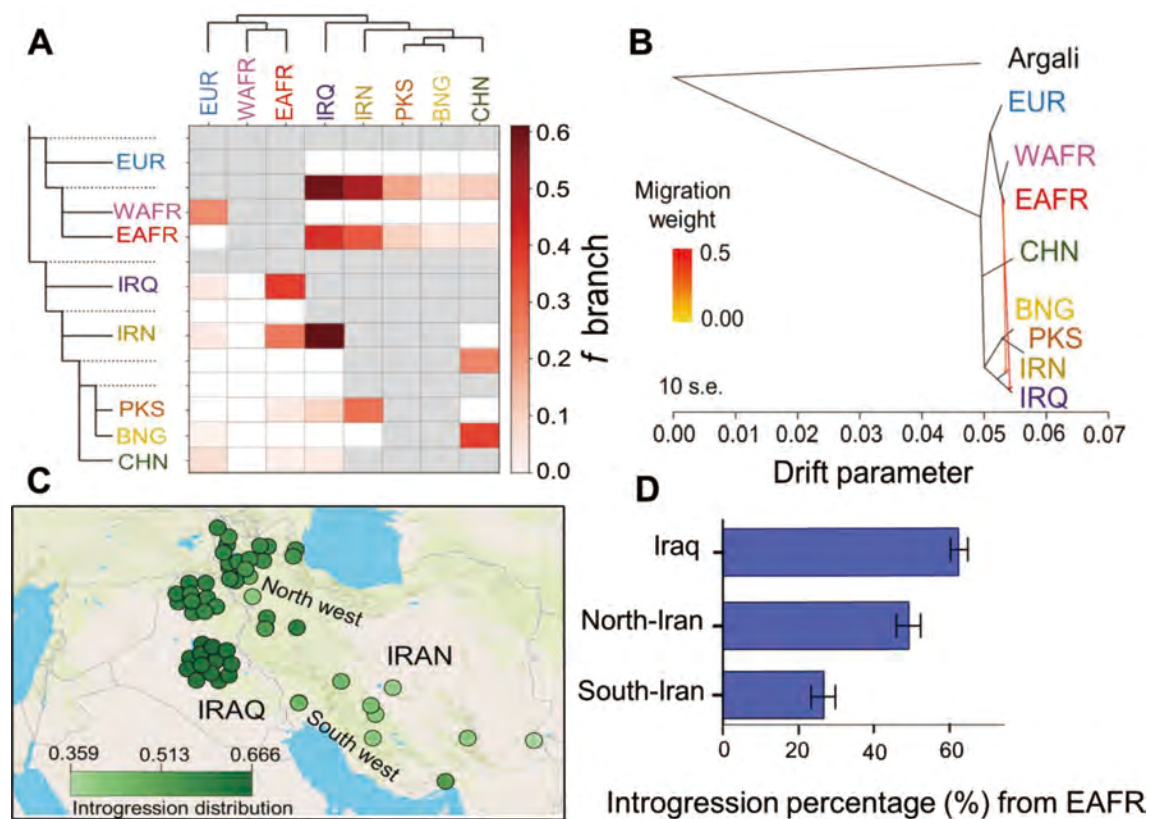 A
EUR
WAFR
EAFR
IRQ
IRN
PKS
BNG
CHN
EUR
WAFR
EAFR
IRQ
IRN
PKS
BNG
CHN
0.6
0.5
0.4
0.3
0.2
0.1
0.0
f branch
B
Argali
EUR
WAFR
EAFR
CHN
BNG
PKS
IRN
IRQ
Migration
weight
0.5
0.00
10 s.e.
0.00 0.01 0.02 0.03 0.04 0.05 0.06 0.07
Drift parameter
C
North west
IRAN
IRAQ
South west
0.359 0.513 0.666
Introgression distribution
D
Iraq
North-Iran
South-Iran
0 20 40 60
Introgression percentage (%) from EAFR